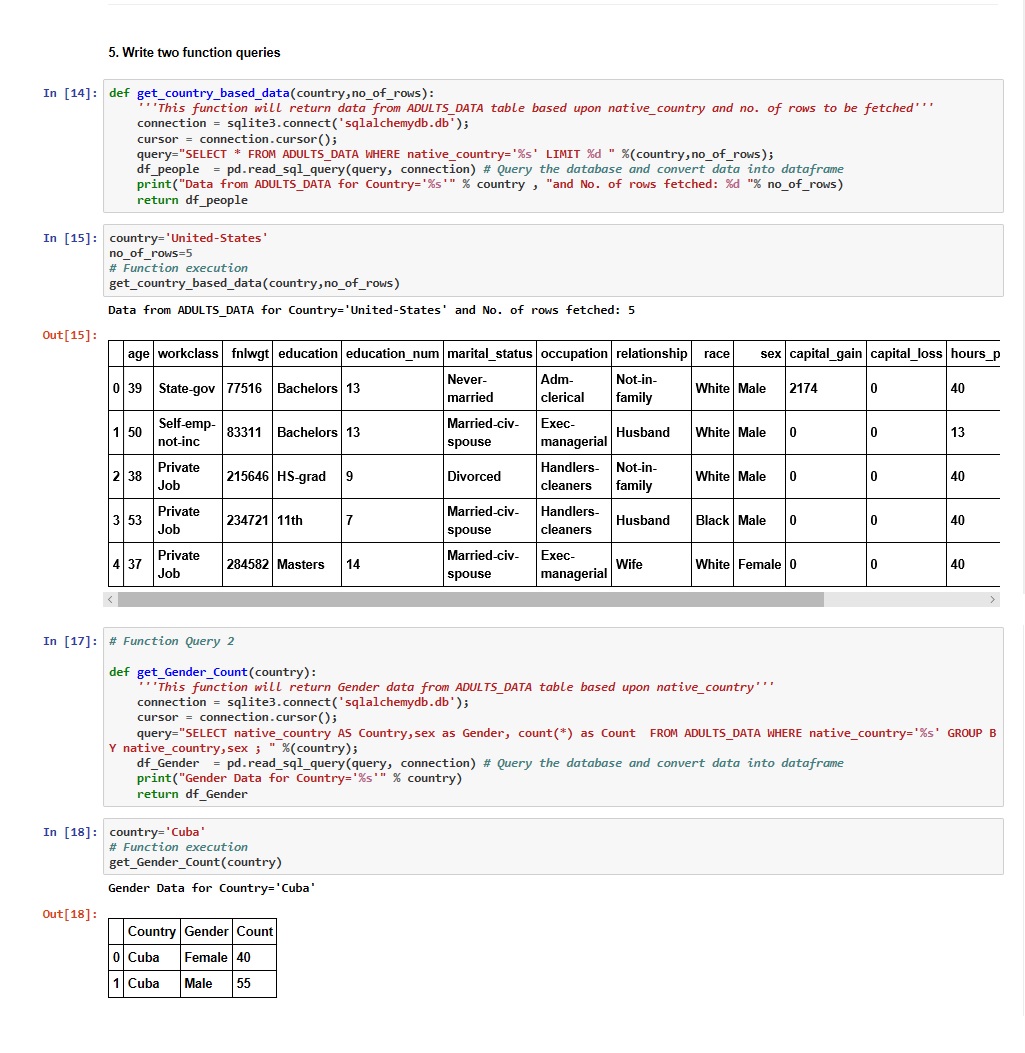 5. Write two function queries
In [14]: def get_country_based_data(country,no_of_rows):
'''This function will return data from ADULTS_DATA table based upon native_country and no. of rows to be fetched'''
connection = sqlite3.connect('sqlalchemydb.db');
cursor = connection.cursor();
query="SELECT * FROM ADULTS_DATA WHERE native_country='%s' LIMIT %d " %(country,no_of_rows);
df_people  = pd.read_sql_query(query, connection) # Query the database and convert data into dataframe
print("Data from ADULTS_DATA for Country='%s'" % country , "and No. of rows fetched: %d "% no_of_rows)
return df_people
In [15]: country='United-States'
no_of_rows=5
# Function execution
get_country_based_data(country,no_of_rows)
Data from ADULTS_DATA for Country='United-States' and No. of rows fetched: 5
Out[15]:
age workclass fnlwgt education education_num marital_status occupation relationship race sex capital_gain capital_loss hours_p
0 39 State-gov 77516 Bachelors 13 Never-married Adm-clerical Not-in-family White Male 2174 0 40
1 50 Self-emp-not-inc 83311 Bachelors 13 Married-civ-spouse Exec-managerial Husband White Male 0 0 13
2 38 Private Job 215646 HS-grad 9 Divorced Handlers-cleaners Not-in-family White Male 0 0 40
3 53 Private Job 234721 11th 7 Married-civ-spouse Handlers-cleaners Husband Black Male 0 0 40
4 37 Private Job 284582 Masters 14 Married-civ-spouse Exec-managerial Wife White Female 0 0 40
In [17]: # Function Query 2
def get_Gender_Count(country):
'''This function will return Gender data from ADULTS_DATA table based upon native_country'''
connection = sqlite3.connect('sqlalchemydb.db');
cursor = connection.cursor();
query="SELECT native_country AS Country,sex as Gender, count(*) as Count  FROM ADULTS_DATA WHERE native_country='%s' GROUP B
Y native_country,sex ; " %(country);
df_Gender  = pd.read_sql_query(query, connection) # Query the database and convert data into dataframe
print("Gender Data for Country='%s'" % country)
return df_Gender
In [18]: country='Cuba'
# Function execution
get_Gender_Count(country)
Gender Data for Country='Cuba'
Out[18]:
Country Gender Count
0 Cuba Female 40
1 Cuba Male 55